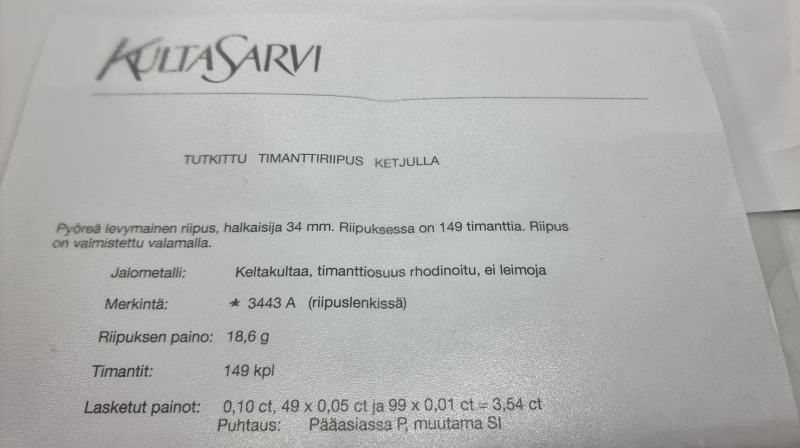 KULTASARVI
TUTKITTU TIMANTTIRIIPUS KETJULLA
Pyöreä levymainen riipus, halkaisija 34 mm. Riipuksessa on 149 timanttia. Riipus
on valmistettu valamalla.
Jalometalli: Keltakultaa, timanttiosuus rhodinoitu, ei leimoja
Merkintä: ★ 3443 A (riipuslenkissä)
Riipuksen paino: 18,6 g
Timantit: 149 kpl
Lasketut painot: 0,10 ct, 49 x 0,05 ct ja 99 x 0,01 ct = 3,54 ct
Puhtaus: Pääasiassa P, muutama SI